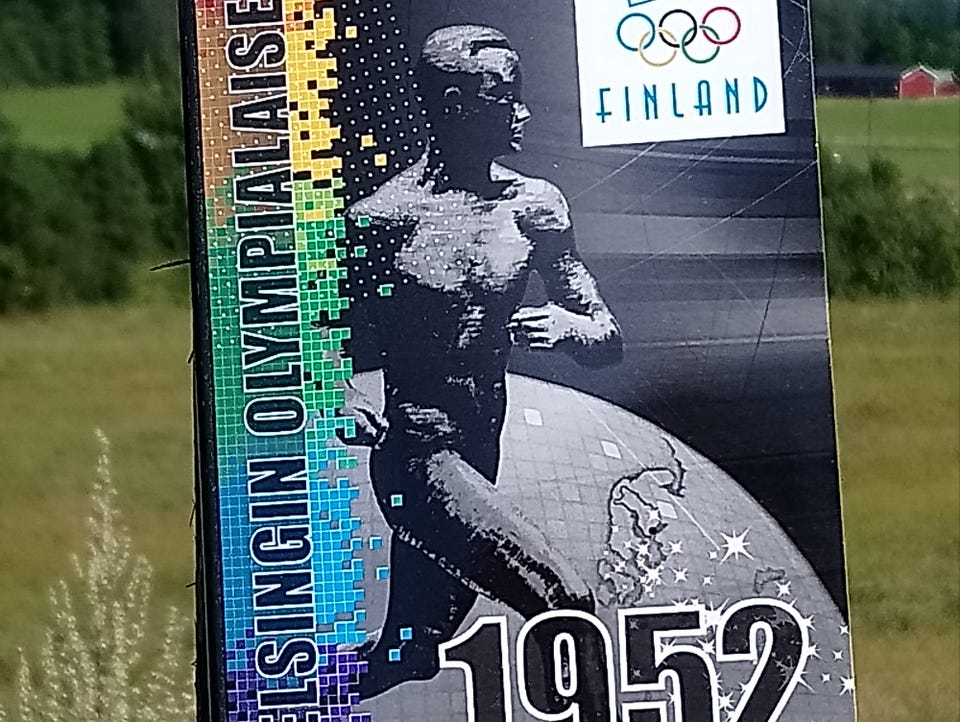 ELSINGIN OLYMPIALAISE
FINLAND
1952